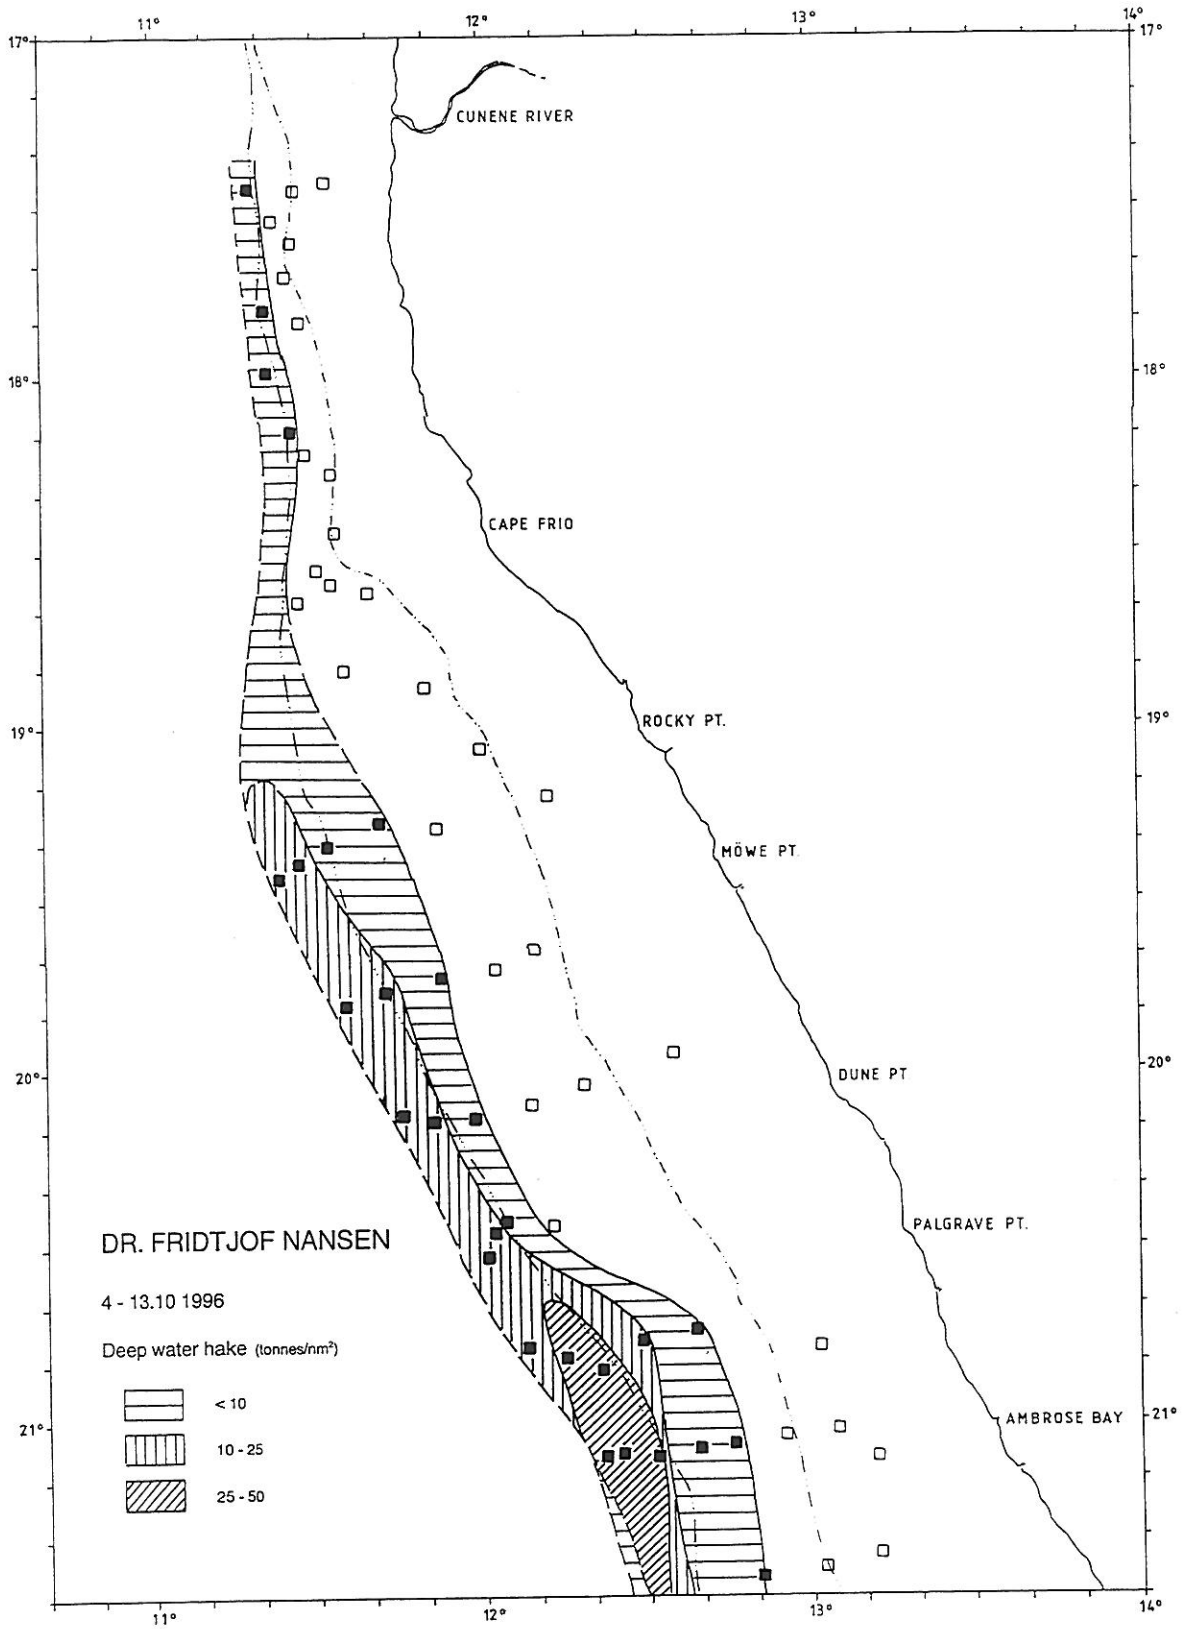 11° 12° 13° 14°
17° 17°
CUNENE RIVER
18° 18°
CAPE FRIO
ROCKY PT.
19° 19°
MÖWE PT.
DUNE PT
20° 20°
PALGRAVE PT.
DR. FRIDTJOF NANSEN
4 - 13.10 1996
Deep water hake (tonnes/nm²)
< 10
AMBROSE BAY
21° 21°
10 - 25
25 - 50
11° 12° 13° 14°